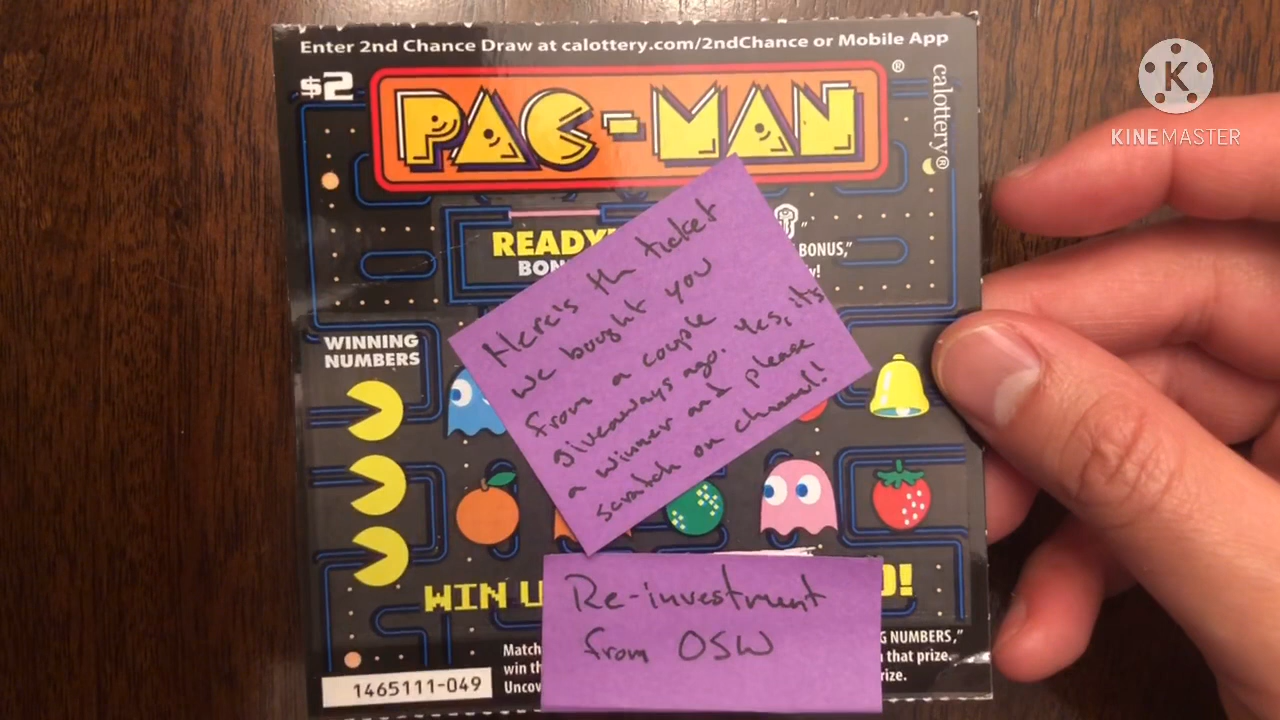 Enter 2nd Chance Draw at calottery.com/2ndChance or Mobile App
$2
PAC-MAN®
calottery®
KINEMASTER
READY!
BON
”
BONUS,”
y!
WINNING
NUMBERS
Here's th ticket
we bought you
from a couple
giveaways ago. Yes, it's
a winner and please
scratch on channel!
WIN U
0!
Re-investment
from OSW
Match
win th
Uncov
G NUMBERS,”
that prize.
rize.
1465111-049